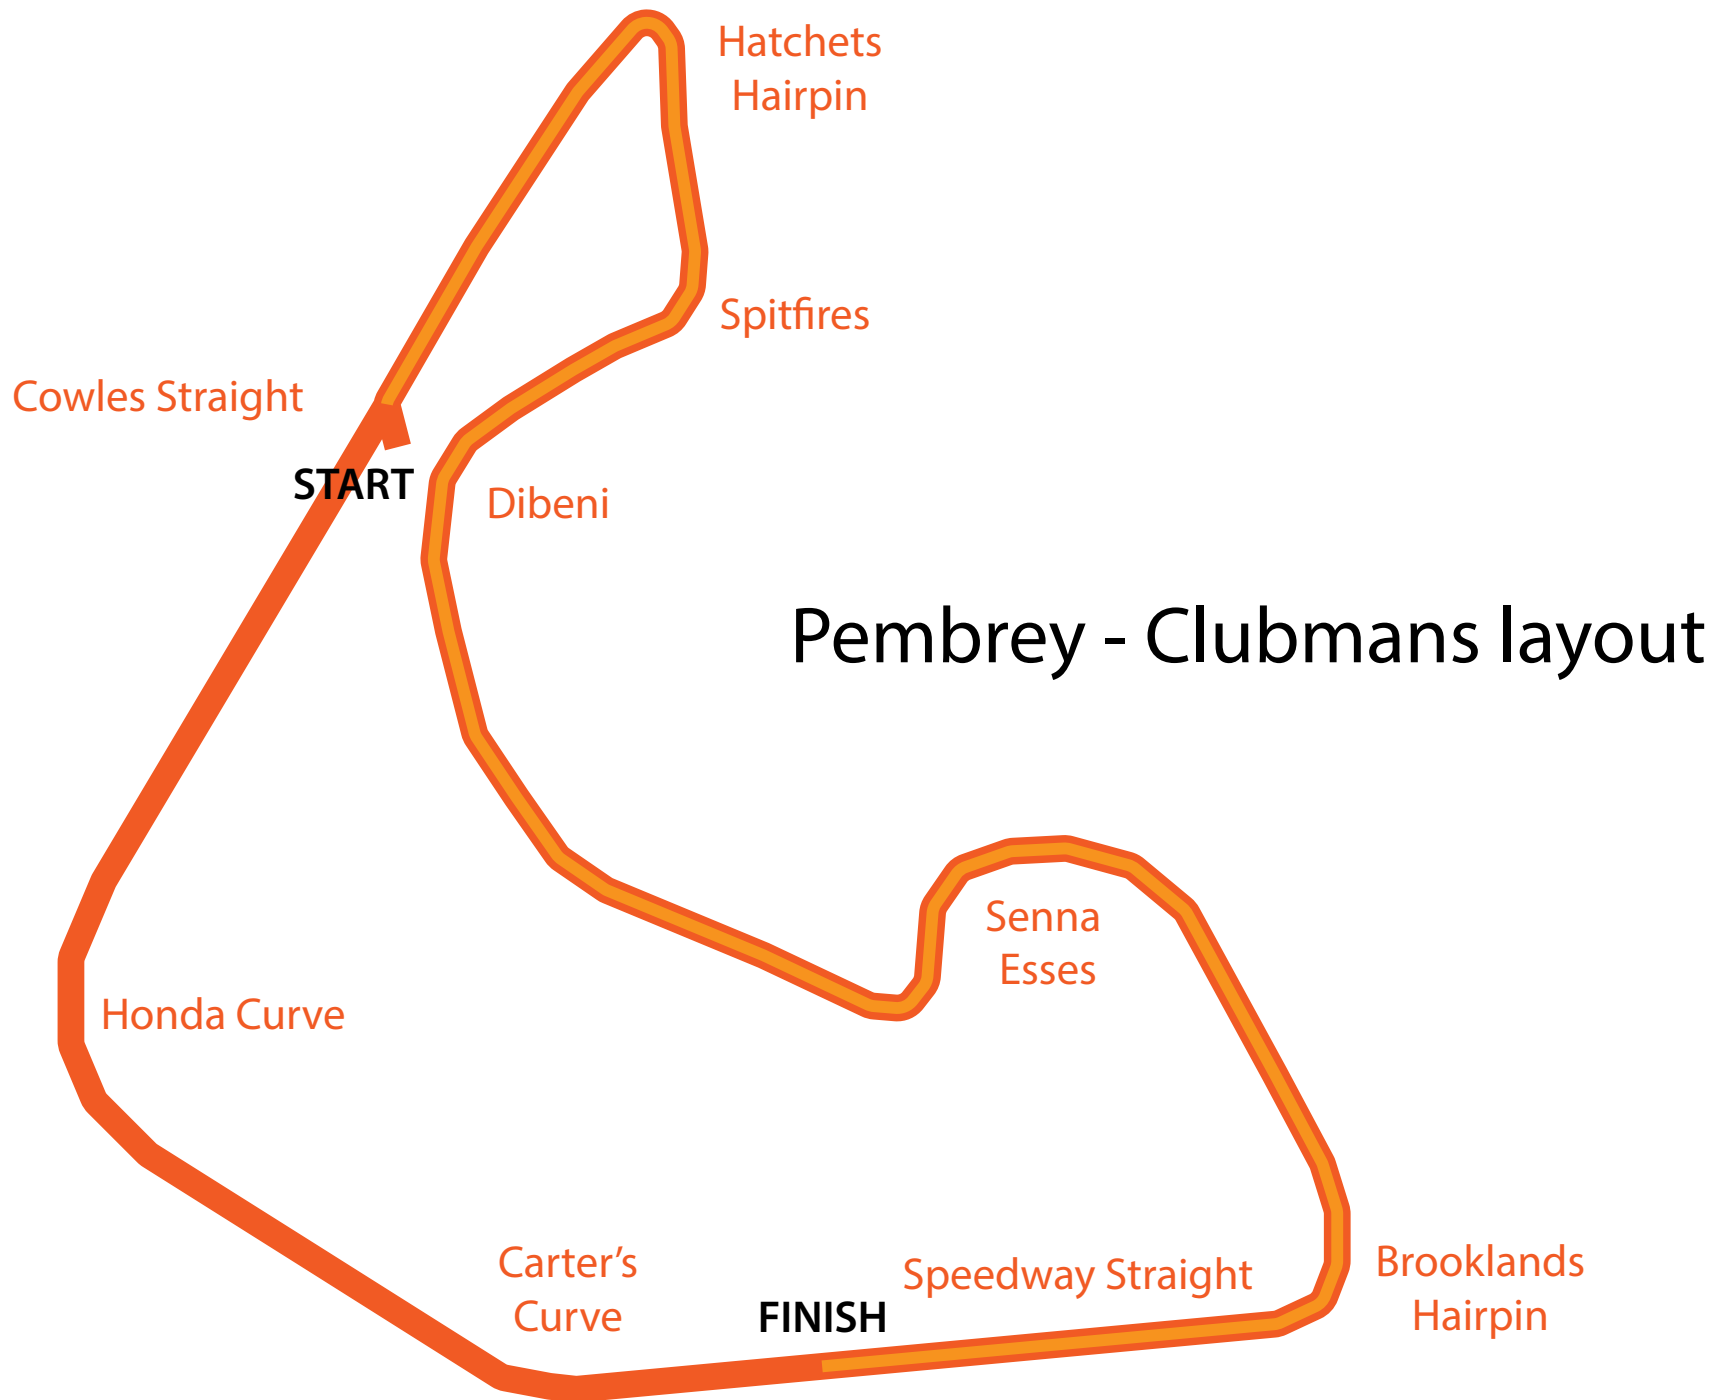 Hatchets
Hairpin
Spitfires
Cowles Straight
START
Dibeni
Pembrey - Clubmans layout
Senna
Esses
Honda Curve
Carter’s
Curve
FINISH
Speedway Straight
Brooklands
Hairpin